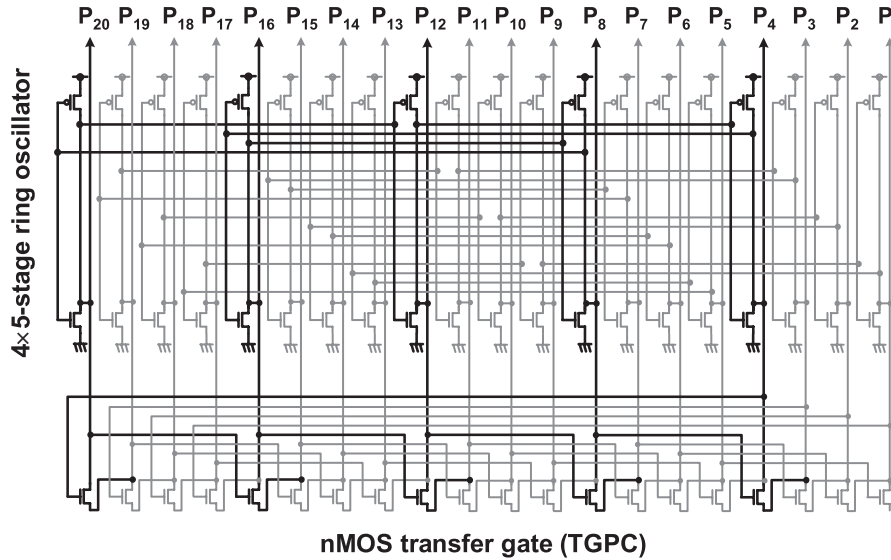 P20 P19 P18 P17 P16 P15 P14 P13 P12 P11 P10 P9 P8 P7 P6 P5 P4 P3 P2 P
4×5-stage ring oscillator
nMOS transfer gate (TGPC)